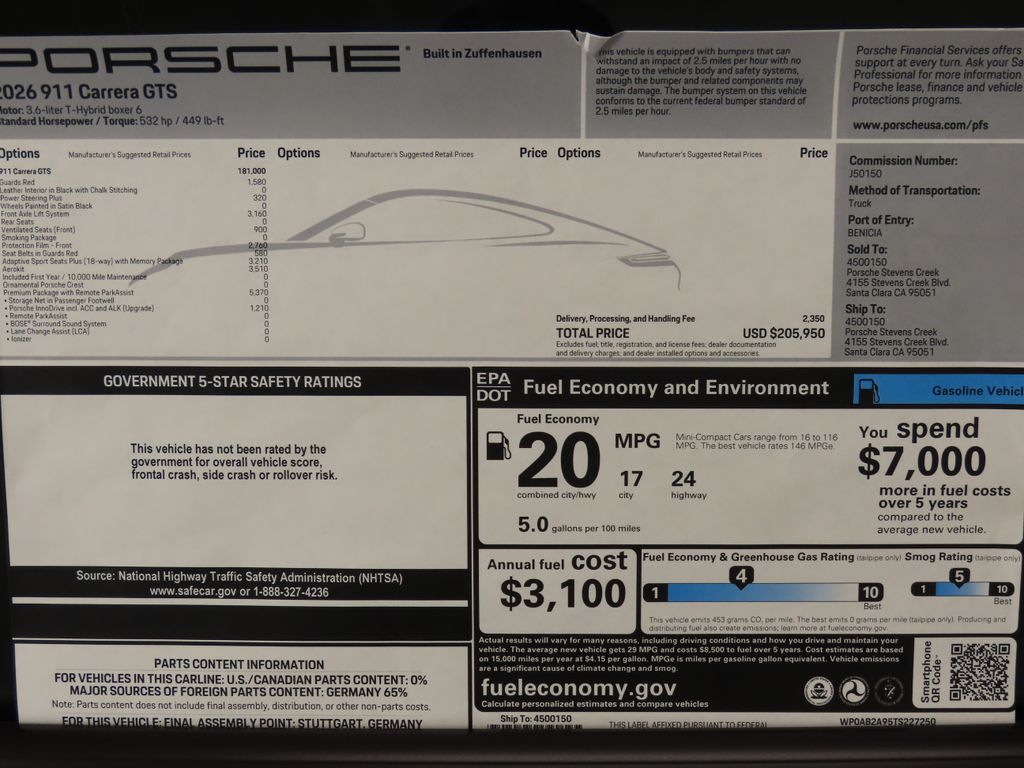 PORSCHE
Built in Zuffenhausen
2026 911 Carrera GTS
Motor: 3.6-liter T-Hybrid boxer 6
Standard Horsepower / Torque: 532 hp / 449 lb-ft
This vehicle is equipped with bumpers that can
withstand an impact of 2.5 miles per hour with no
damage to the vehicle's body and safety systems,
although the bumper and related components may
sustain damage. The bumper system on this vehicle
conforms to the current federal bumper standard of
2.5 miles per hour.
Porsche Financial Services offers
support at every turn. Ask your Sa
Professional for more information
Porsche lease, finance and vehicle
protections programs.
www.porscheusa.com/pfs
Options Manufacturer's Suggested Retail Prices Price
Options Manufacturer's Suggested Retail Prices Price
Options Manufacturer's Suggested Retail Prices Price
911 Carrera GTS 181,000
Guards Red 1,580
Leather Interior in Black with Chalk Stitching 0
Power Steering Plus 320
Wheels Painted in Satin Black 0
Front Axle Lift System 3,160
Rear Seats 0
Ventilated Seats (Front) 900
Smoking Package 0
Protection Film - Front 2,760
Seat Belts in Guards Red 580
Adaptive Sport Seats Plus (18-way) with Memory Package 3,210
Aerokit 3,510
Included First Year / 10,000 Mile Maintenance 0
Ornamental Porsche Crest 0
Premium Package with Remote ParkAssist 5,370
• Storage Net in Passenger Footwell 0
• Porsche InnoDrive incl. ACC and ALK (Upgrade) 1,210
• Remote ParkAssist 0
• BOSE® Surround Sound System 0
• Lane Change Assist (LCA) 0
• Ionizer 0
Delivery, Processing, and Handling Fee 2,350
TOTAL PRICE USD $205,950
Excludes fuel; title, registration, and license fees; dealer documentation
and delivery charges; and dealer installed options and accessories.
Commission Number:
J50150
Method of Transportation:
Truck
Port of Entry:
BENICIA
Sold To:
4500150
Porsche Stevens Creek
4155 Stevens Creek Blvd.
Santa Clara CA 95051
Ship To:
4500150
Porsche Stevens Creek
4155 Stevens Creek Blvd.
Santa Clara CA 95051
GOVERNMENT 5-STAR SAFETY RATINGS
This vehicle has not been rated by the
government for overall vehicle score,
frontal crash, side crash or rollover risk.
Source: National Highway Traffic Safety Administration (NHTSA)
www.safecar.gov or 1-888-327-4236
PARTS CONTENT INFORMATION
FOR VEHICLES IN THIS CARLINE: U.S./CANADIAN PARTS CONTENT: 0%
MAJOR SOURCES OF FOREIGN PARTS CONTENT: GERMANY 65%
Note: Parts content does not include final assembly, distribution, or other non-parts costs.
FOR THIS VEHICLE: FINAL ASSEMBLY POINT: STUTTGART, GERMANY
EPA
DOT
Fuel Economy and Environment
Gasoline Vehicl
Fuel Economy
20 MPG
combined city/hwy
17 city
24 highway
5.0 gallons per 100 miles
Mini-Compact Cars range from 16 to 116
MPG. The best vehicle rates 146 MPGe.
You spend
$7,000
more in fuel costs
over 5 years
compared to the
average new vehicle.
Annual fuel cost
$3,100
Fuel Economy & Greenhouse Gas Rating (tailpipe only)
1 4 10
Best
Smog Rating (tailpipe only)
1 5 10
Best
This vehicle emits 453 grams CO₂ per mile. The best emits 0 grams per mile (tailpipe only). Producing and
distributing fuel also create emissions; learn more at fueleconomy.gov.
Actual results will vary for many reasons, including driving conditions and how you drive and maintain your
vehicle. The average new vehicle gets 29 MPG and costs $8,500 to fuel over 5 years. Cost estimates are based
on 15,000 miles per year at $4.15 per gallon. MPGe is miles per gasoline gallon equivalent. Vehicle emissions
are a significant cause of climate change and smog.
fueleconomy.gov
Calculate personalized estimates and compare vehicles
Smartphone
QR Code™
Ship To: 4500150
THIS LABEL AFFIXED PURSUANT TO FEDERAL
WP0AB2A95TS227250